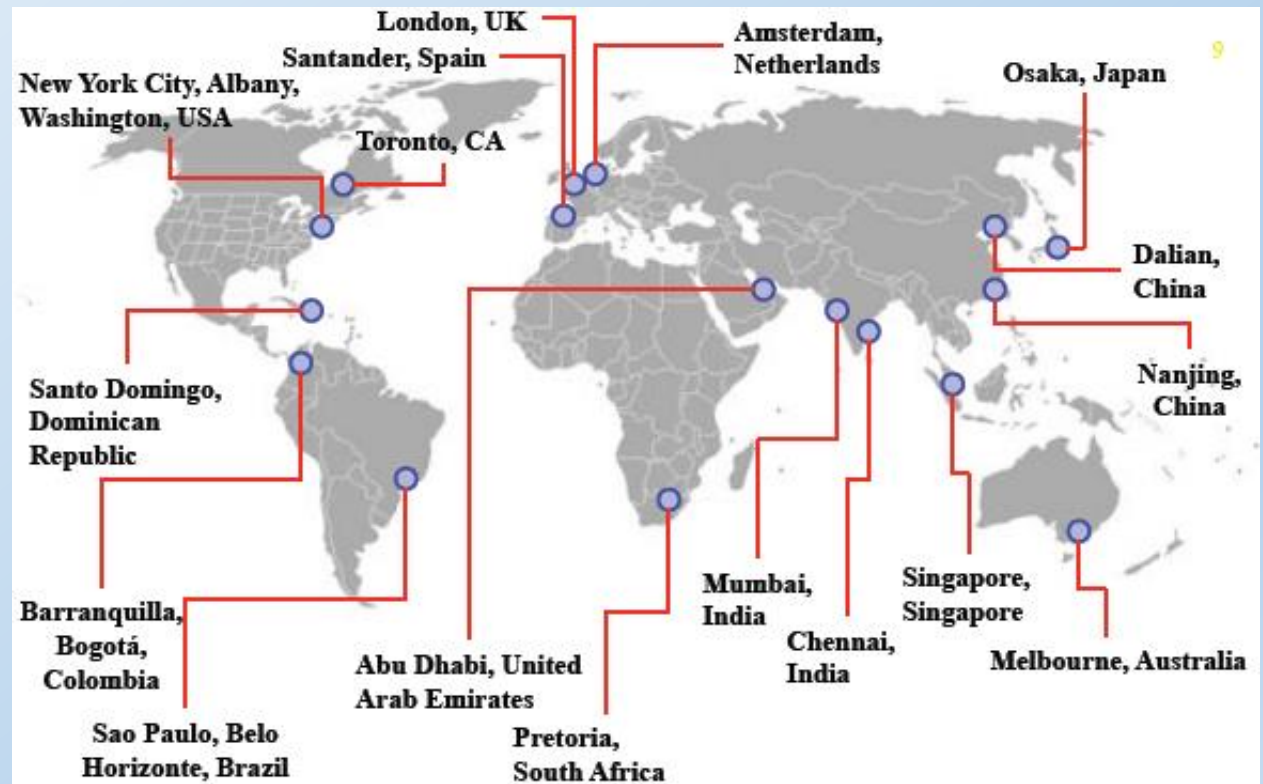 London, UK
Santander, Spain
Amsterdam,
Netherlands
9
Osaka, Japan
New York City, Albany,
Washington, USA
Toronto, CA
Dalian,
China
Nanjing,
China
Santo Domingo,
Dominican
Republic
Barranquilla,
Bogotá,
Colombia
Sao Paulo, Belo
Horizonte, Brazil
Abu Dhabi, United
Arab Emirates
Pretoria,
South Africa
Mumbai,
India
Chennai,
India
Singapore,
Singapore
Melbourne, Australia